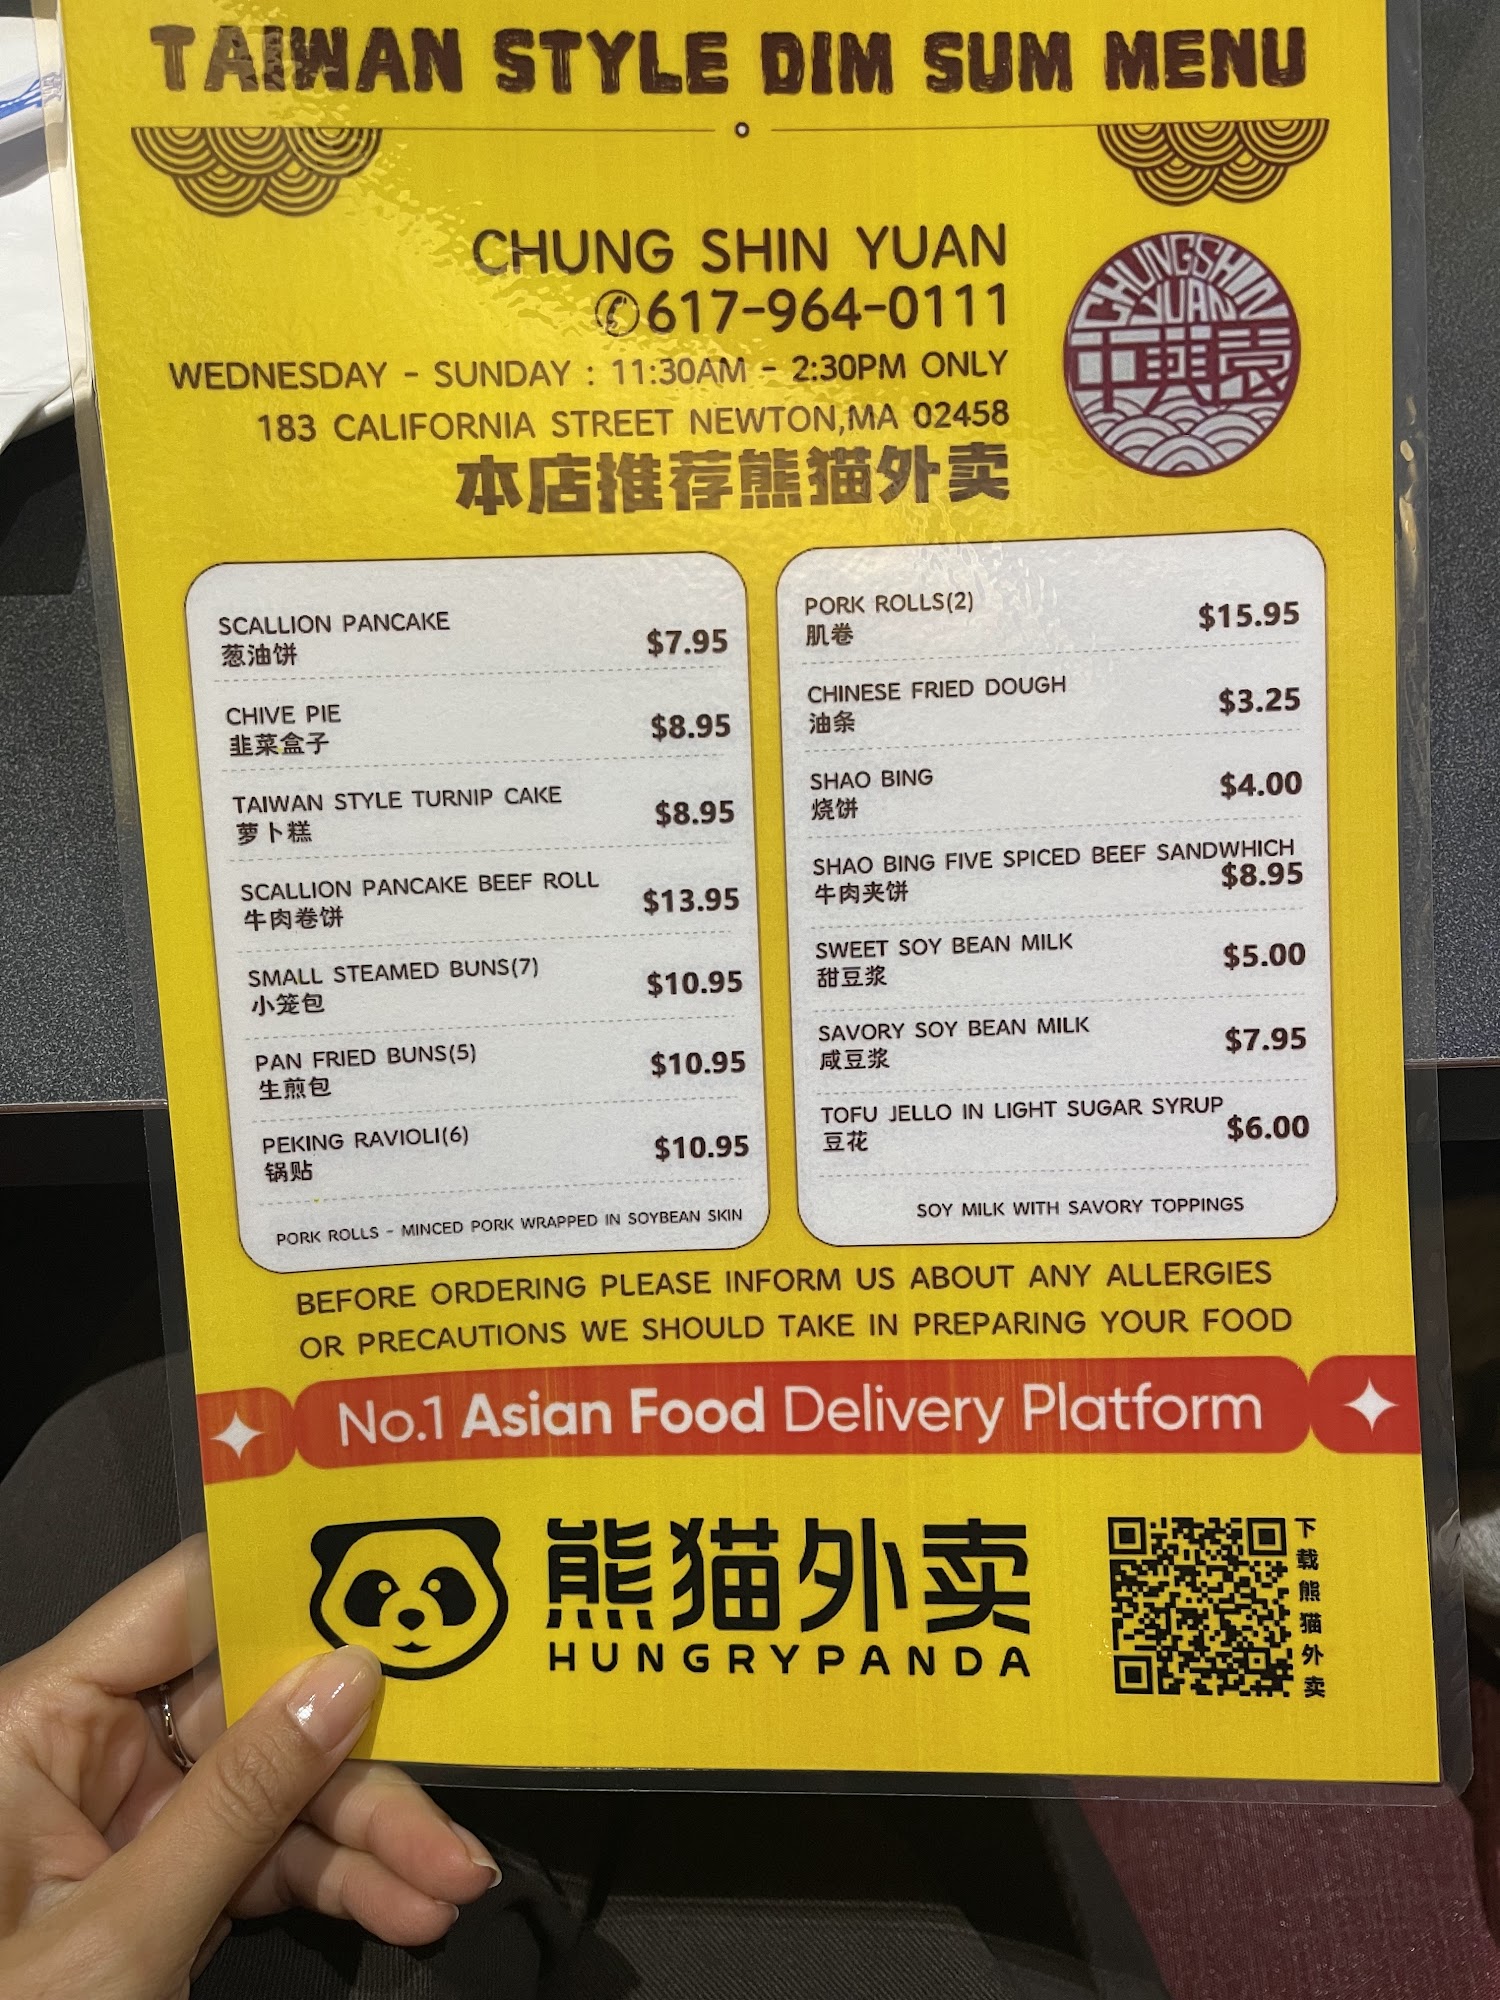 TAIWAN STYLE DIM SUM MENU
CHUNG SHIN YUAN
✆617-964-0111
WEDNESDAY - SUNDAY : 11:30AM - 2:30PM ONLY
183 CALIFORNIA STREET NEWTON,MA 02458
本店推荐熊猫外卖
CHUNGSHIN
YUAN
中興園
SCALLION PANCAKE
葱油饼
$7.95
CHIVE PIE
韭菜盒子
$8.95
TAIWAN STYLE TURNIP CAKE
萝卜糕
$8.95
SCALLION PANCAKE BEEF ROLL
牛肉卷饼
$13.95
SMALL STEAMED BUNS(7)
小笼包
$10.95
PAN FRIED BUNS(5)
生煎包
$10.95
PEKING RAVIOLI(6)
锅贴
$10.95
PORK ROLLS - MINCED PORK WRAPPED IN SOYBEAN SKIN
PORK ROLLS(2)
肌卷
$15.95
CHINESE FRIED DOUGH
油条
$3.25
SHAO BING
烧饼
$4.00
SHAO BING FIVE SPICED BEEF SANDWHICH
牛肉夹饼
$8.95
SWEET SOY BEAN MILK
甜豆浆
$5.00
SAVORY SOY BEAN MILK
咸豆浆
$7.95
TOFU JELLO IN LIGHT SUGAR SYRUP
豆花
$6.00
SOY MILK WITH SAVORY TOPPINGS
BEFORE ORDERING PLEASE INFORM US ABOUT ANY ALLERGIES
OR PRECAUTIONS WE SHOULD TAKE IN PREPARING YOUR FOOD
No.1 Asian Food Delivery Platform
熊猫外卖
HUNGRYPANDA
下载熊猫外卖